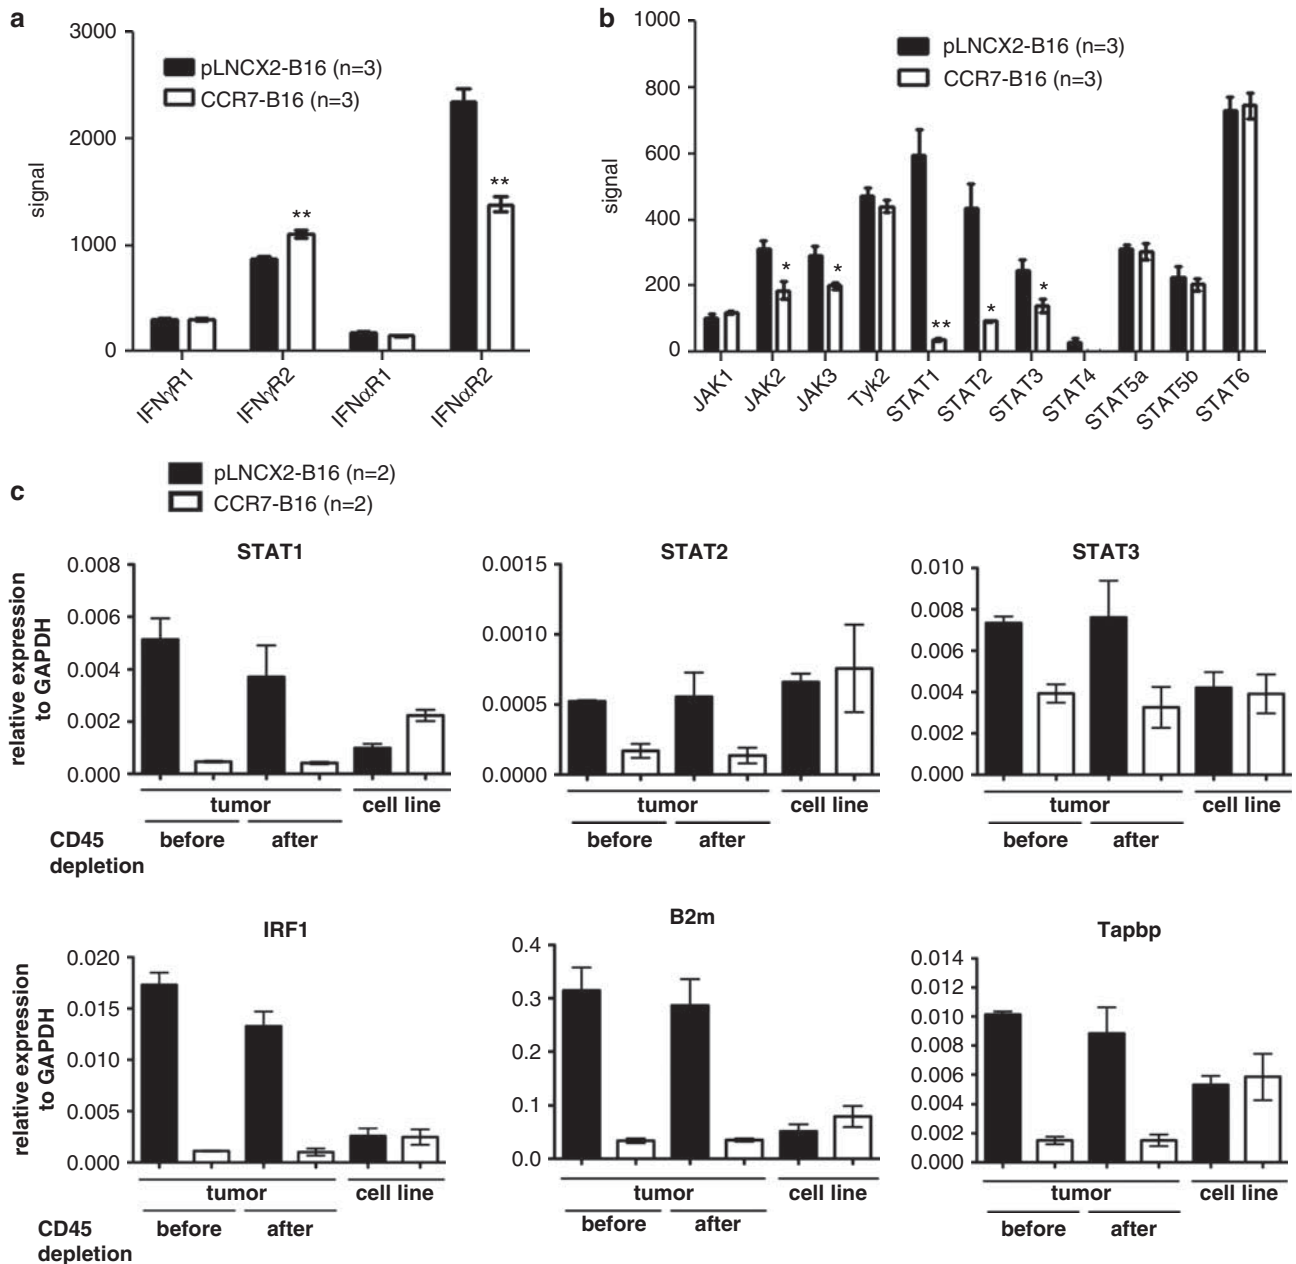 a
3000
2000
1000
0
signal
pLNCX2-B16 (n=3)
CCR7-B16 (n=3)
**
**
IFNγR1
IFNγR2
IFNαR1
IFNαR2
b
1000
800
600
400
200
0
signal
pLNCX2-B16 (n=3)
CCR7-B16 (n=3)
*
*
**
*
*
JAK1
JAK2
JAK3
Tyk2
STAT1
STAT2
STAT3
STAT4
STAT5a
STAT5b
STAT6
c
pLNCX2-B16 (n=2)
CCR7-B16 (n=2)
STAT1
relative expression
to GAPDH
0.008
0.006
0.004
0.002
0.000
tumor
cell line
CD45
depletion
before
after
STAT2
0.0015
0.0010
0.0005
0.0000
tumor
cell line
before
after
STAT3
0.010
0.008
0.006
0.004
0.002
0.000
tumor
cell line
before
after
IRF1
relative expression
to GAPDH
0.020
0.015
0.010
0.005
0.000
tumor
cell line
CD45
depletion
before
after
B2m
0.4
0.3
0.2
0.1
0.0
tumor
cell line
before
after
Tapbp
0.014
0.012
0.010
0.008
0.006
0.004
0.002
0.000
tumor
cell line
before
after